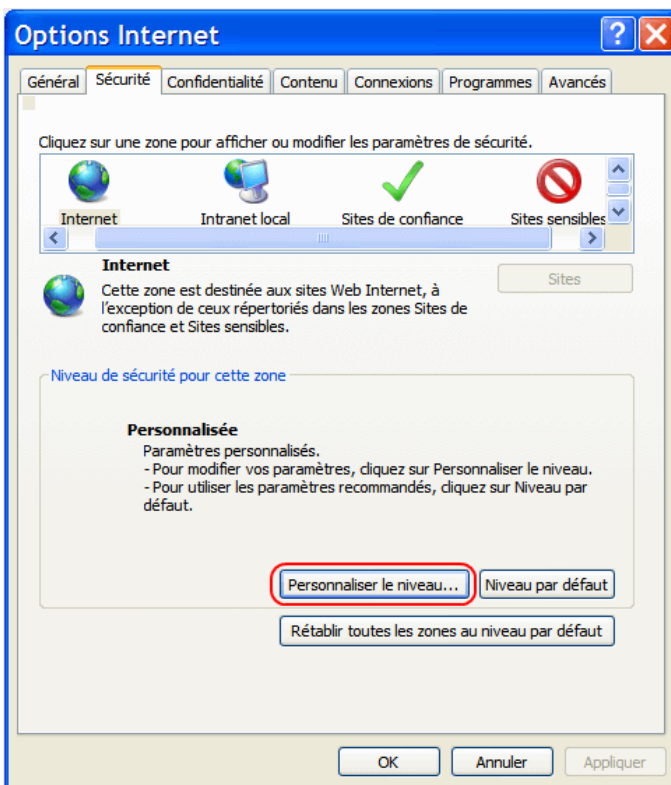 Options Internet
Général Sécurité Confidentialité Contenu Connexions Programmes Avancés
Cliquez sur une zone pour afficher ou modifier les paramètres de sécurité.
Internet Intranet local Sites de confiance Sites sensibles
Internet
Sites
Cette zone est destinée aux sites Web Internet, à
l'exception de ceux répertoriés dans les zones Sites de
confiance et Sites sensibles.
Niveau de sécurité pour cette zone
Personnalisée
Paramètres personnalisés.
- Pour modifier vos paramètres, cliquez sur Personnaliser le niveau.
- Pour utiliser les paramètres recommandés, cliquez sur Niveau par
défaut.
Personnaliser le niveau... Niveau par défaut
Rétablir toutes les zones au niveau par défaut
OK Annuler Appliquer